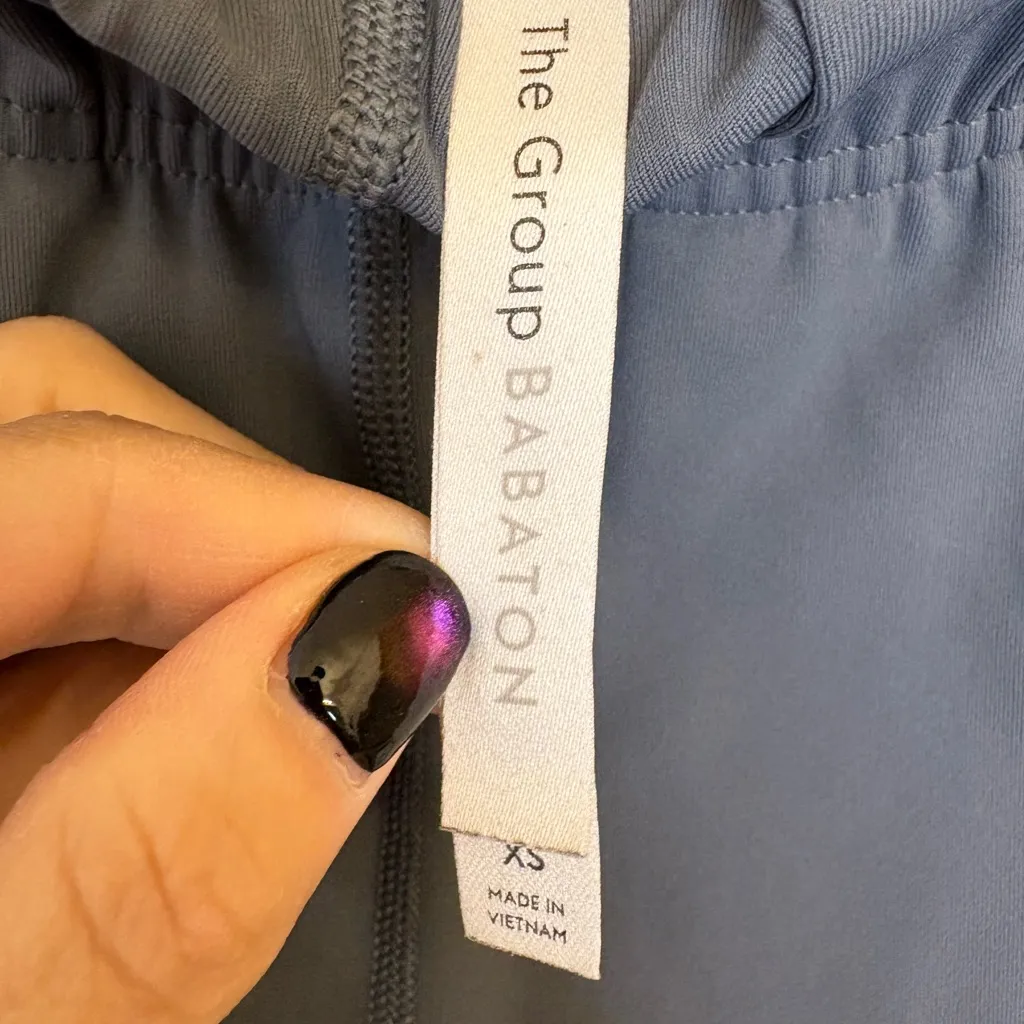 The Group BABATON
XS
MADE IN
VIETNAM